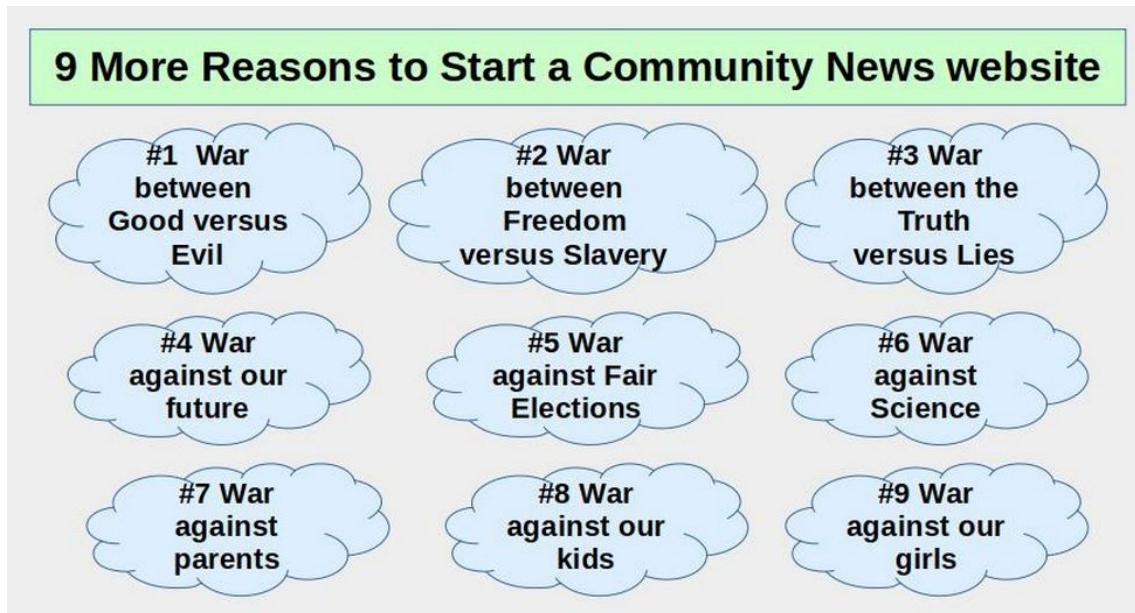 9 More Reasons to Start a Community News website
#1  War
between
Good versus
Evil
#2 War
between
Freedom
versus Slavery
#3 War
between the
Truth
versus Lies
#4 War
against our
future
#5 War
against Fair
Elections
#6 War
against
Science
#7 War
against
parents
#8 War
against our
kids
#9 War
against our
girls